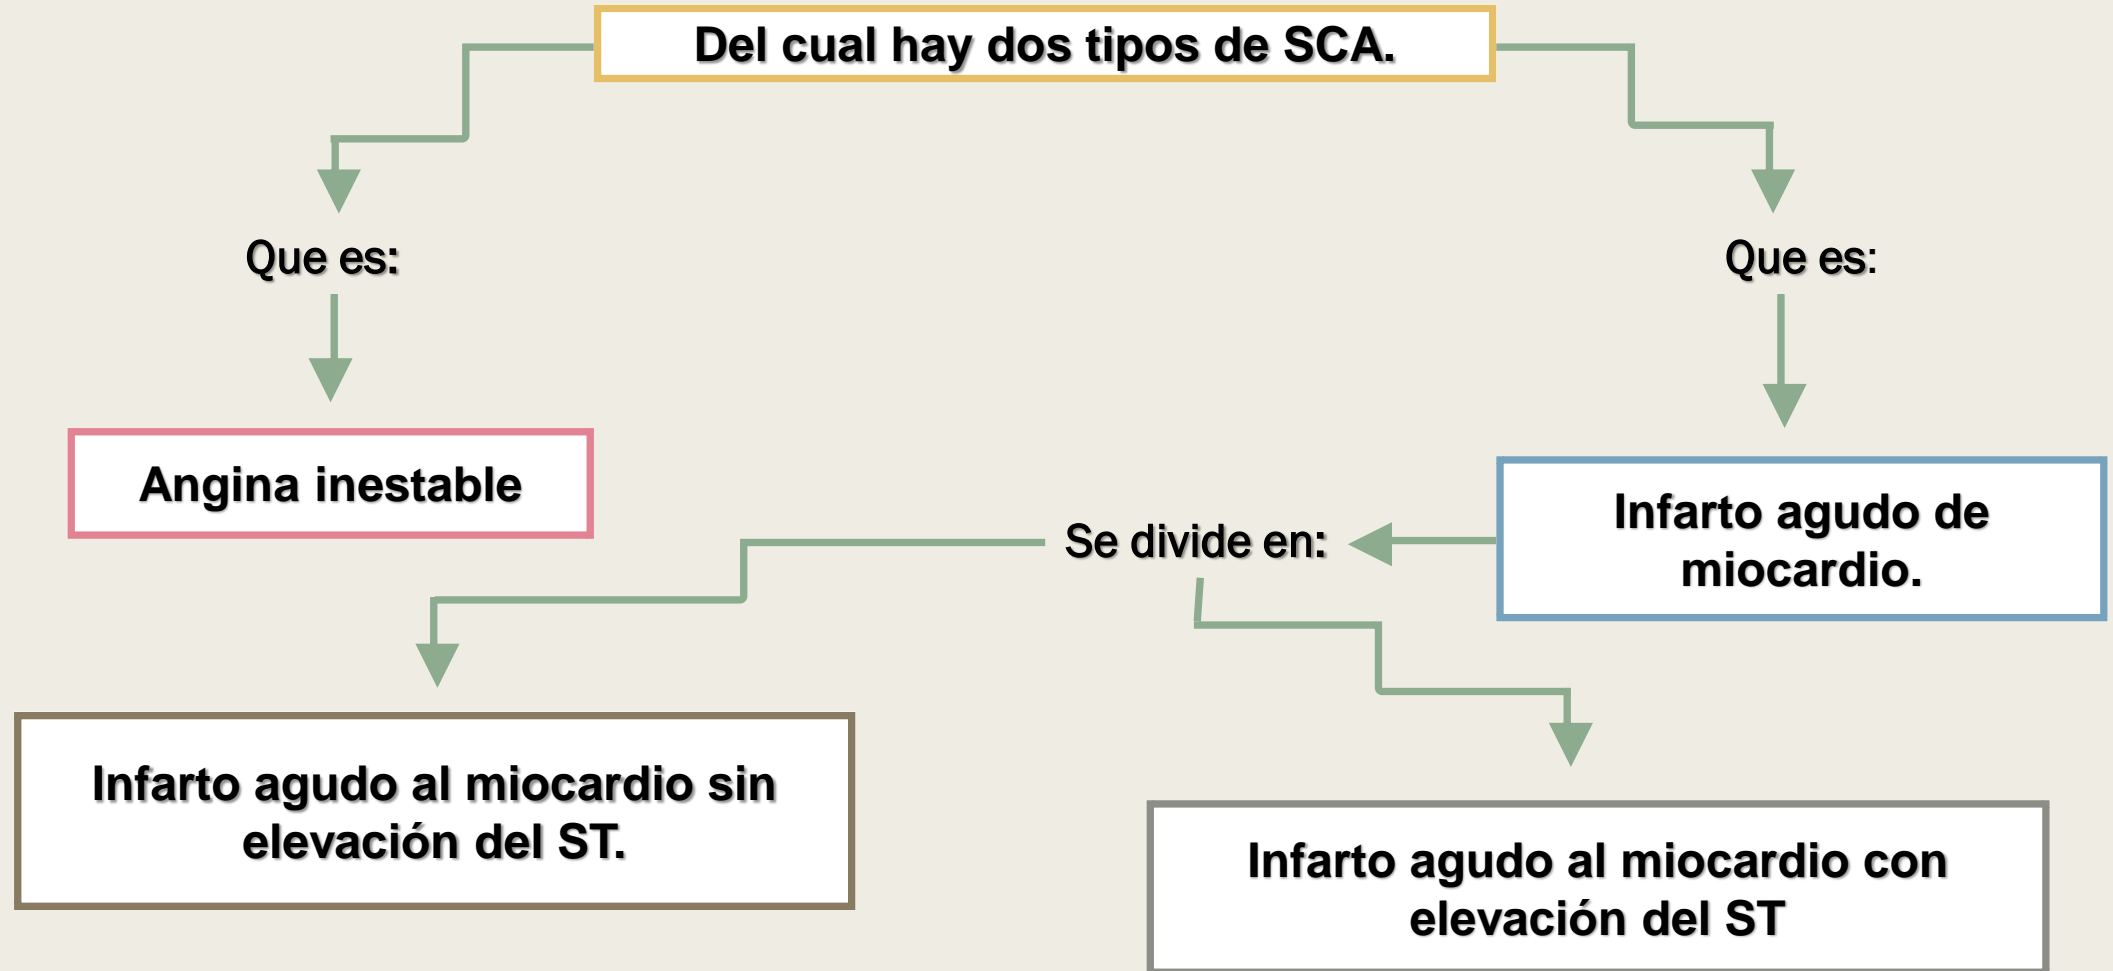 Del cual hay dos tipos de SCA.
Que es:
Que es:
Angina inestable
Infarto agudo de
miocardio.
Se divide en:
Infarto agudo al miocardio sin
elevación del ST.
Infarto agudo al miocardio con
elevación del ST